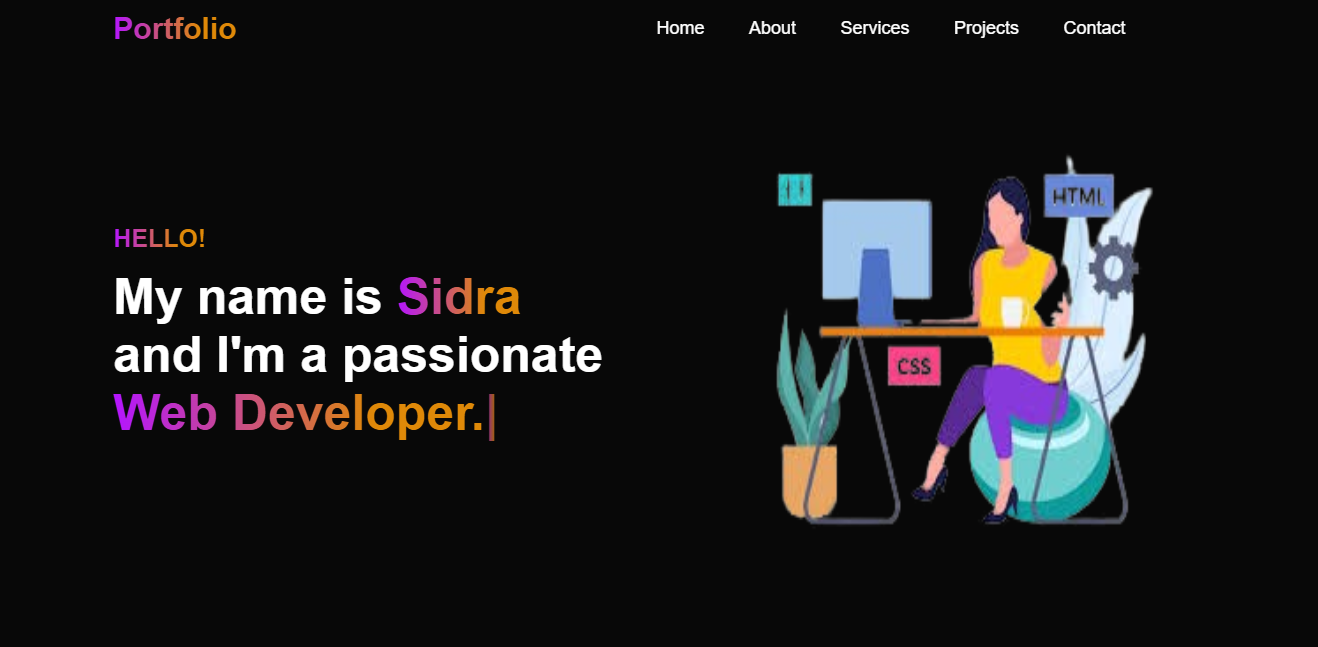 Portfolio
Home About Services Projects Contact
HELLO!
My name is Sidra
and I'm a passionate
Web Developer.|
HTML
CSS